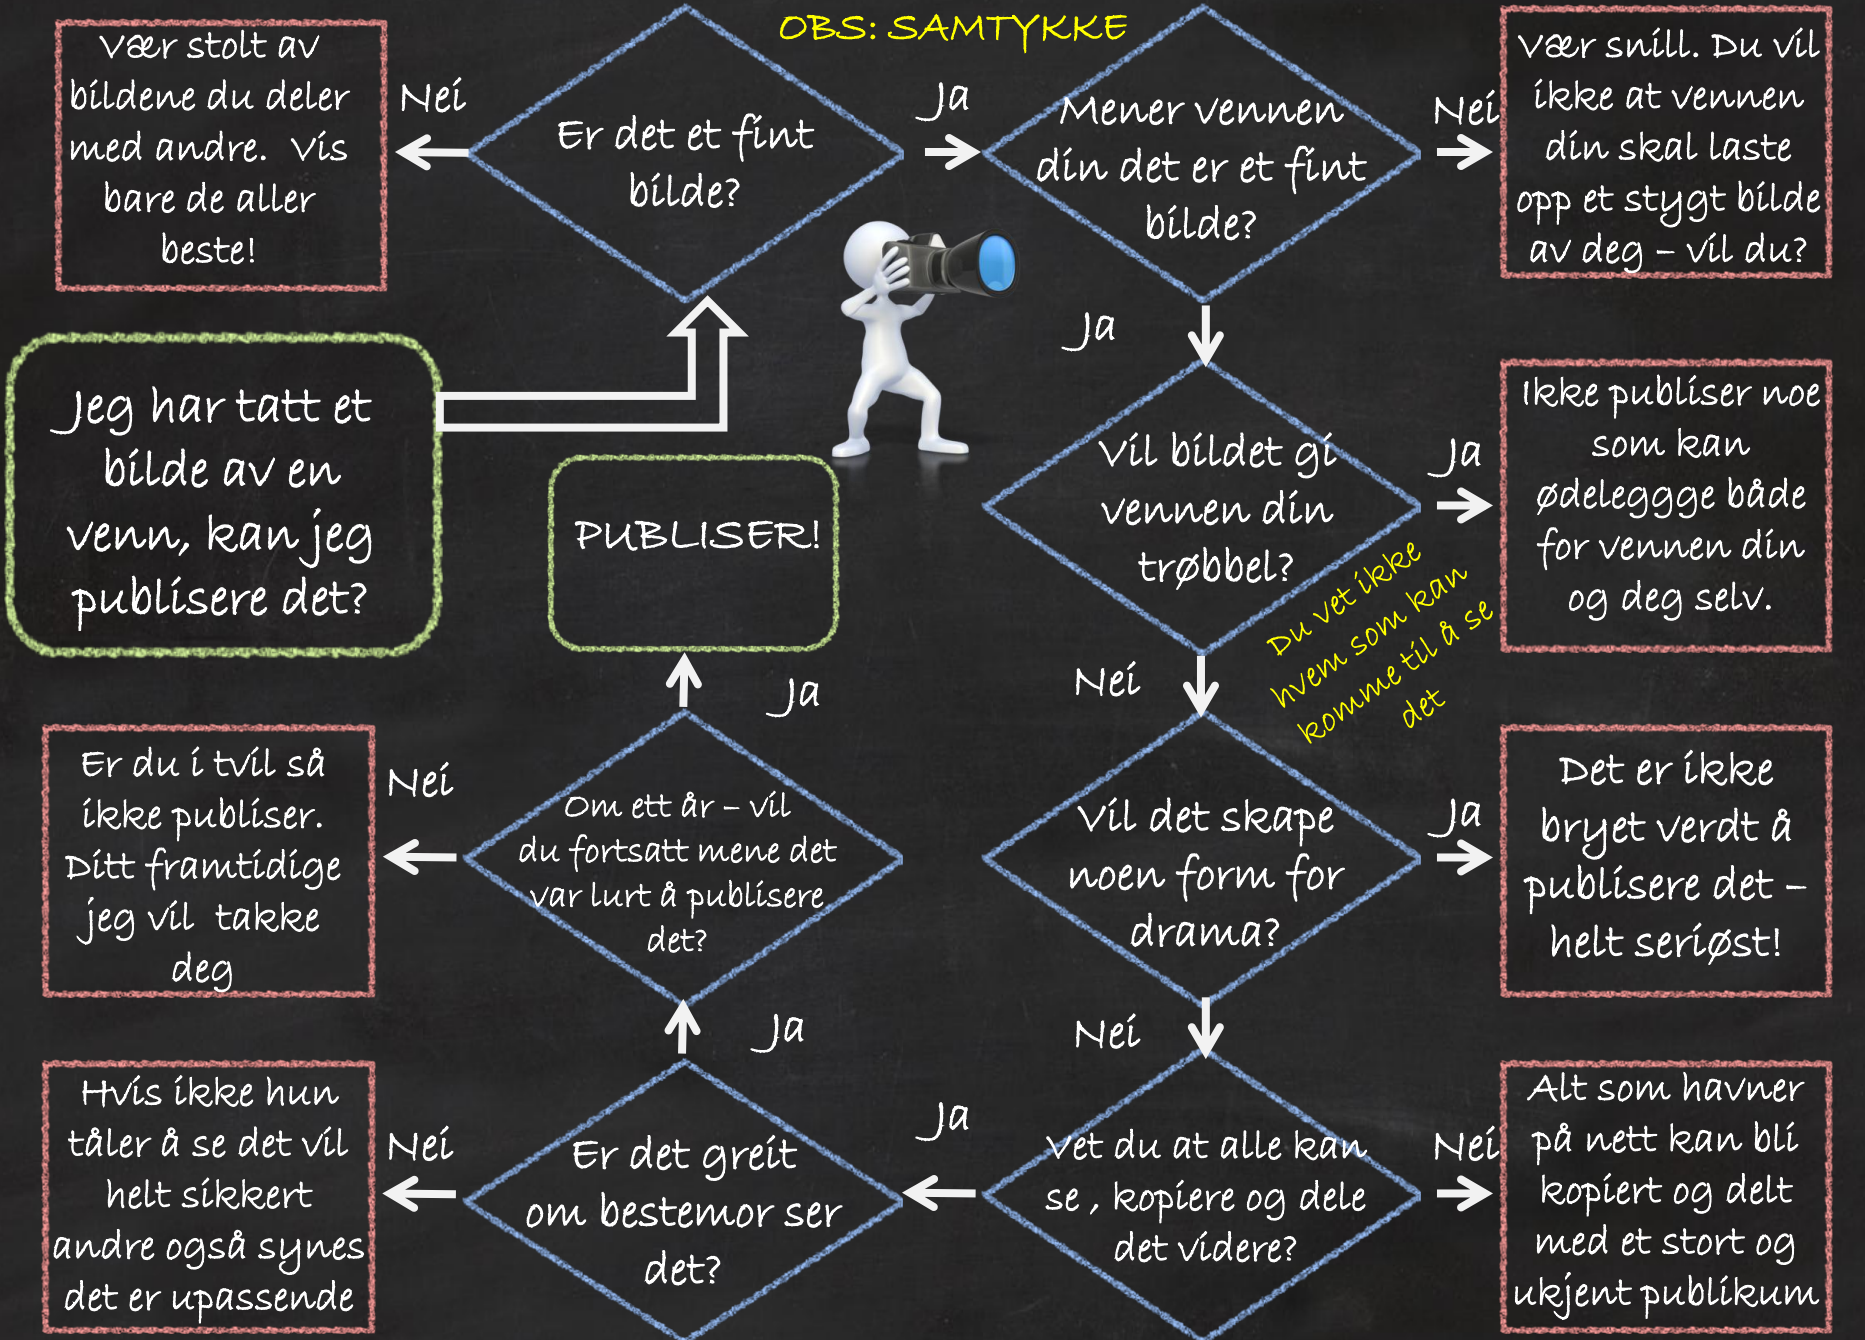 OBS: SAMTYKKE
Jeg har tatt et
bilde av en
venn, kan jeg
publisere det?
Er det et fint
bilde?
Nei
Vær stolt av
bildene du deler
med andre. Vis
bare de aller
beste!
Ja
Mener vennen
din det er et fint
bilde?
Nei
Vær snill. Du vil
ikke at vennen
din skal laste
opp et stygt bilde
av deg – vil du?
Ja
Vil bildet gi
vennen din
trøbbel?
Du vet ikke
hvem som kan
komme til å se
det
Ja
Ikke publiser noe
som kan
ødeleggge både
for vennen din
og deg selv.
Nei
Vil det skape
noen form for
drama?
Ja
Det er ikke
bryet verdt å
publisere det –
helt seriøst!
Nei
Vet du at alle kan
se , kopiere og dele
det videre?
Nei
Alt som havner
på nett kan bli
kopiert og delt
med et stort og
ukjent publikum
Ja
Er det greit
om bestemor ser
det?
Nei
Hvis ikke hun
tåler å se det vil
helt sikkert
andre også synes
det er upassende
Ja
Om ett år – vil
du fortsatt mene det
var lurt å publisere
det?
Nei
Er du i tvil så
ikke publiser.
Ditt framtidige
jeg vil takke
deg
Ja
PUBLISER!